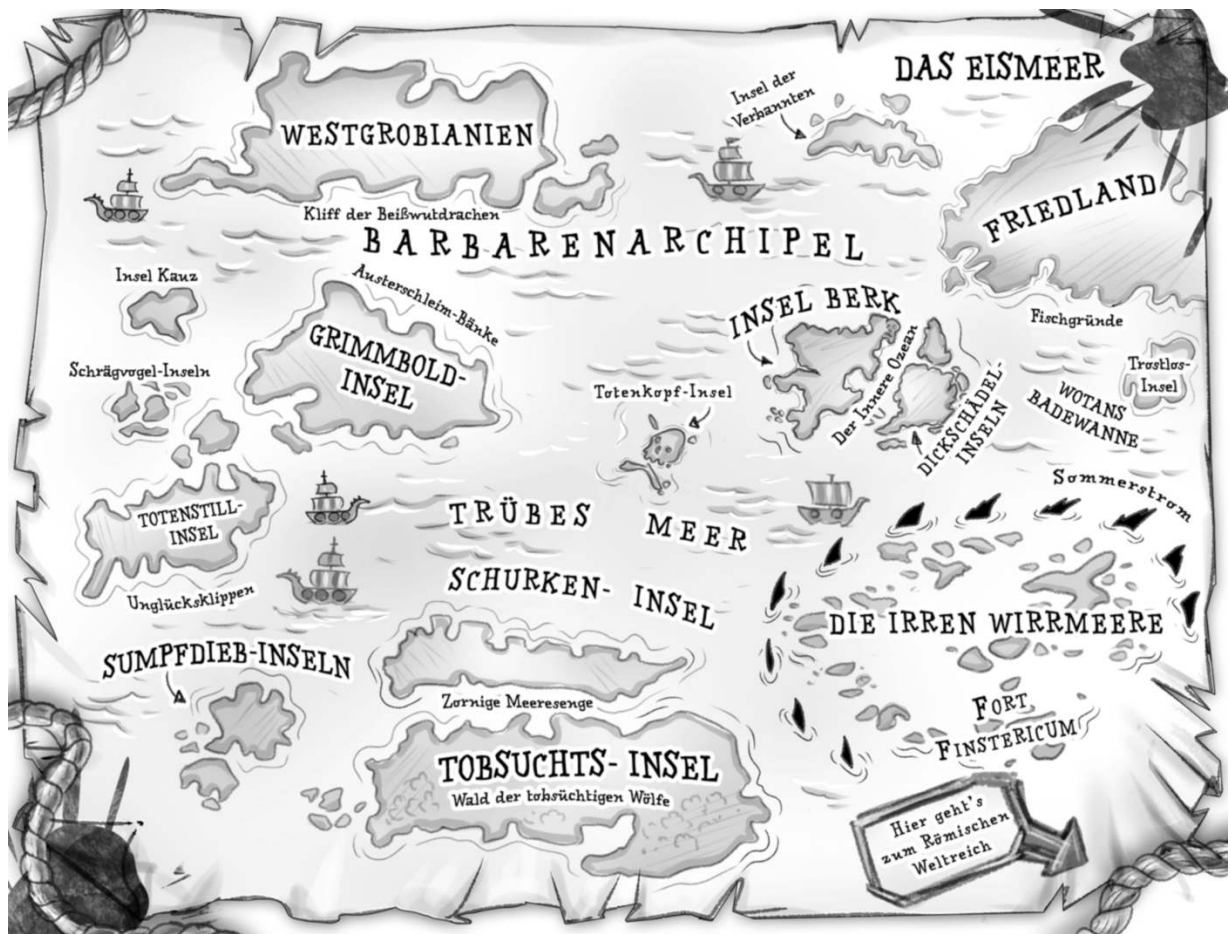 DAS EISMEER
Insel der
Verbannten
WESTGROBIANIEN
FRIEDLAND
Kliff der Beißwutdrachen
BARBARENARCHIPEL
Insel Kauz
Austerschleim-Bänke
INSEL BERK
Fischgründe
GRIMMBOLD-
INSEL
Schrägvogel-Inseln
Totenkopf-Insel
Der Innere Ozean
DICKSCHÄDEL-
INSELN
WOTANS
BADEWANNE
Trostlos-
Insel
Sommerstrom
TOTENSTILL-
INSEL
TRÜBES MEER
Unglücksklippen
SCHURKEN- INSEL
DIE IRREN WIRRMEERE
SUMPFDIEB-INSELN
Zornige Meeresenge
FORT
FINSTERICUM
TOBSUCHTS- INSEL
Wald der tobsüchtigen Wölfe
Hier geht's
zum Römischen
Weltreich